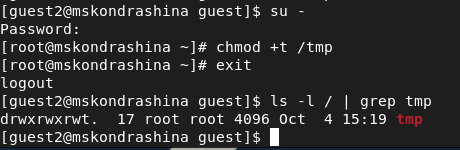 [guest2@mskondrashina guest]$ su -
Password:
[root@mskondrashina ~]# chmod +t /tmp
[root@mskondrashina ~]# exit
logout
[guest2@mskondrashina guest]$ ls -l / | grep tmp
drwxrwxrwt.  17 root root 4096 Oct  4 15:19 tmp
[guest2@mskondrashina guest]$